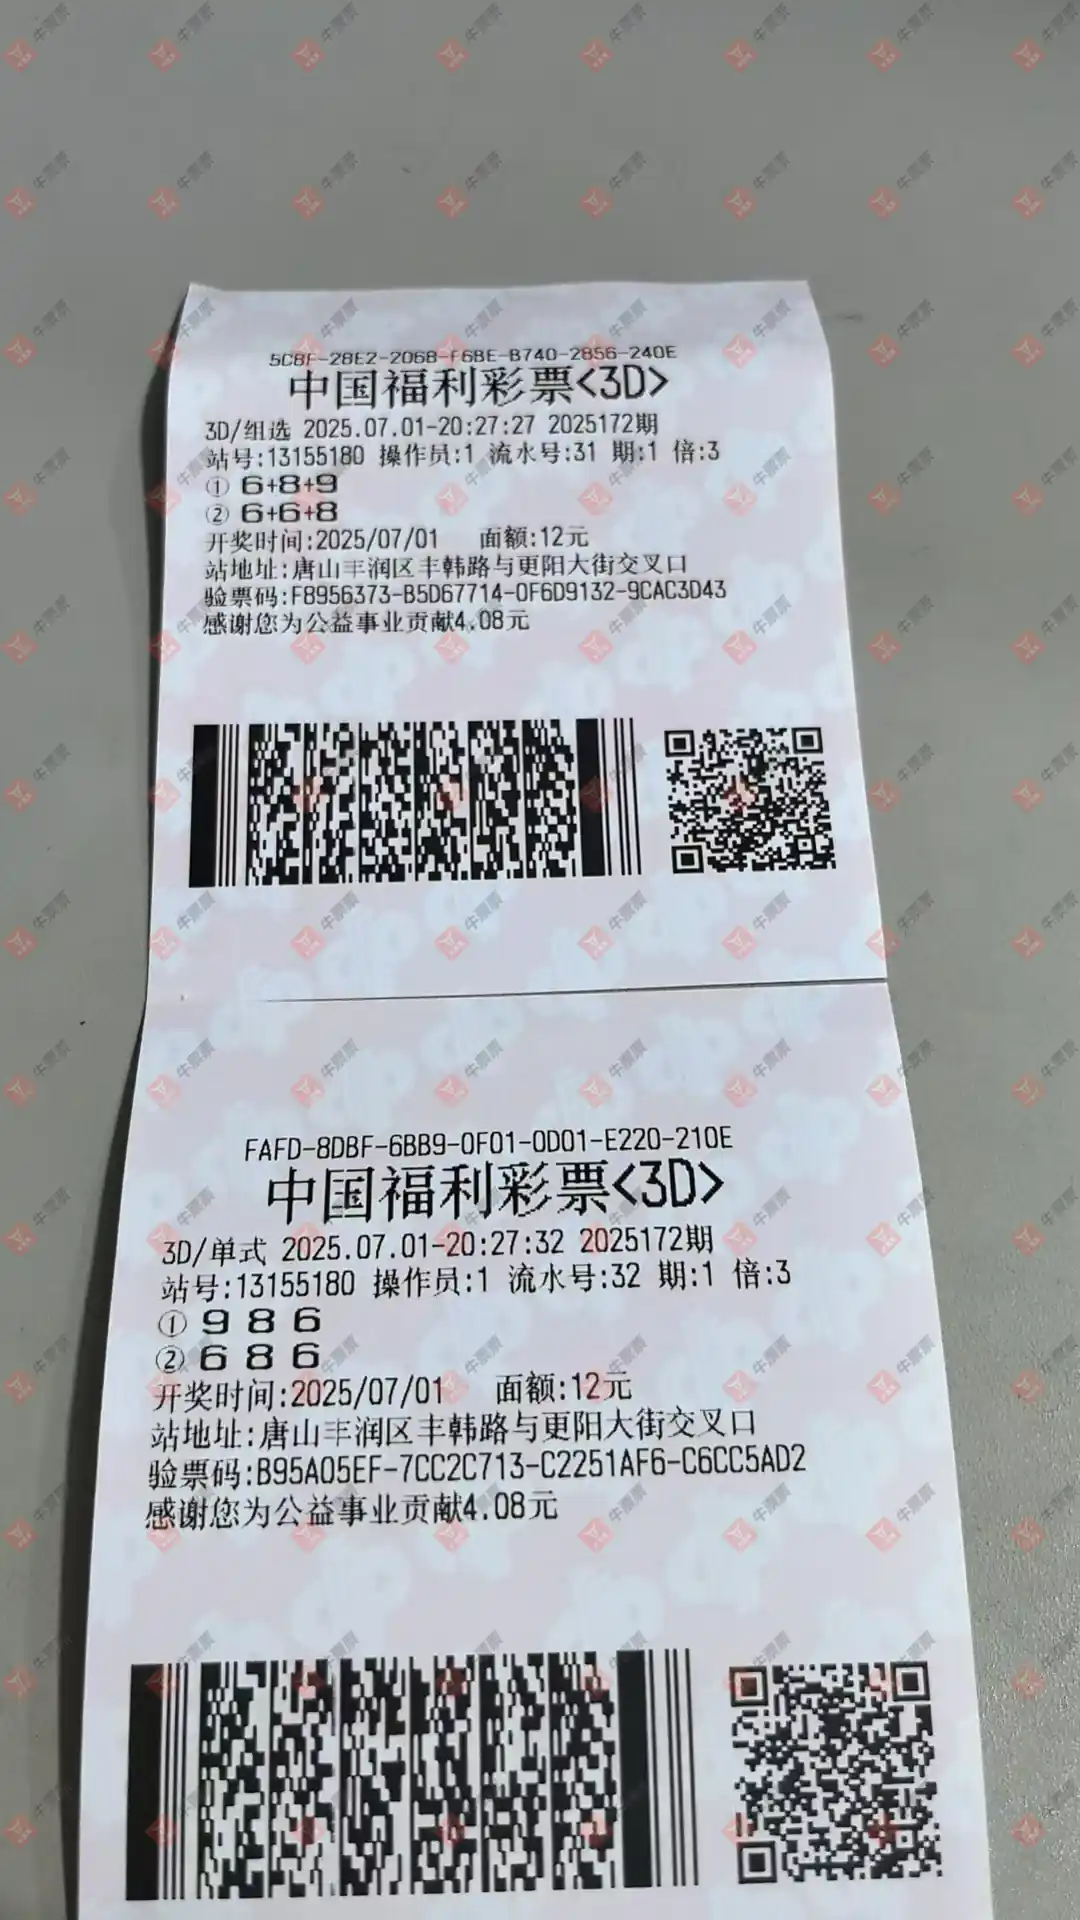 5C8F-28E2-2068-F6BE-B740-2856-240E
中国福利彩票<3D>
3D/组选 2025.07.01-20:27:27 2025172期
站号:13155180 操作员:1 流水号:31 期:1 倍:3
① 6+8+9
② 6+6+8
开奖时间:2025/07/01 面额:12元
站地址:唐山丰润区丰韩路与更阳大街交叉口
验票码:F8956373-B5D67714-0F6D9132-9CAC3D43
感谢您为公益事业贡献4.08元
FAFD-8DBF-6BB9-0F01-0D01-E220-210E
中国福利彩票<3D>
3D/单式 2025.07.01-20:27:32 2025172期
站号:13155180 操作员:1 流水号:32 期:1 倍:3
① 9 8 6
② 6 8 6
开奖时间:2025/07/01 面额:12元
站地址:唐山丰润区丰韩路与更阳大街交叉口
验票码:B95A05EF-7CC2C713-C2251AF6-C6CC5AD2
感谢您为公益事业贡献4.08元
牛票票